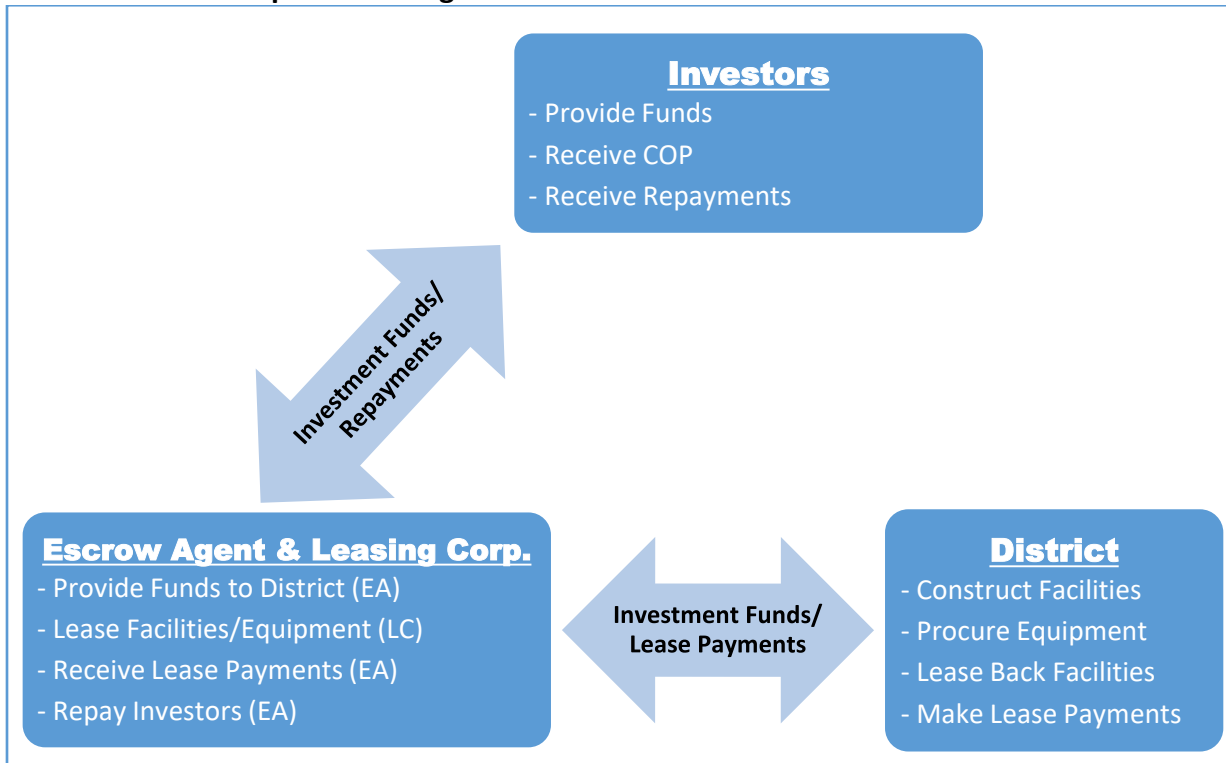 Investors
- Provide Funds
- Receive COP
- Receive Repayments
Investment Funds/
Repayments
Escrow Agent & Leasing Corp.
- Provide Funds to District (EA)
- Lease Facilities/Equipment (LC)
- Receive Lease Payments (EA)
- Repay Investors (EA)
Investment Funds/
Lease Payments
District
- Construct Facilities
- Procure Equipment
- Lease Back Facilities
- Make Lease Payments